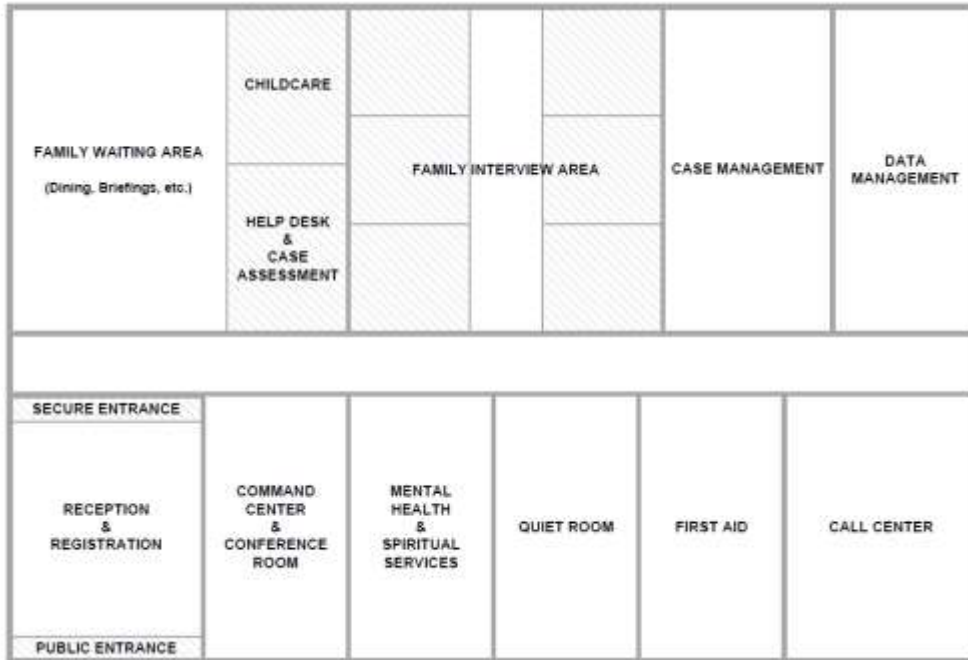 FAMILY WAITING AREA
(Dining, Briefings, etc.)
CHILDCARE
HELP DESK
&
CASE
ASSESSMENT
FAMILY INTERVIEW AREA
CASE MANAGEMENT
DATA
MANAGEMENT
SECURE ENTRANCE
RECEPTION
&
REGISTRATION
PUBLIC ENTRANCE
COMMAND
CENTER
&
CONFERENCE
ROOM
MENTAL
HEALTH
&
SPIRITUAL
SERVICES
QUIET ROOM
FIRST AID
CALL CENTER